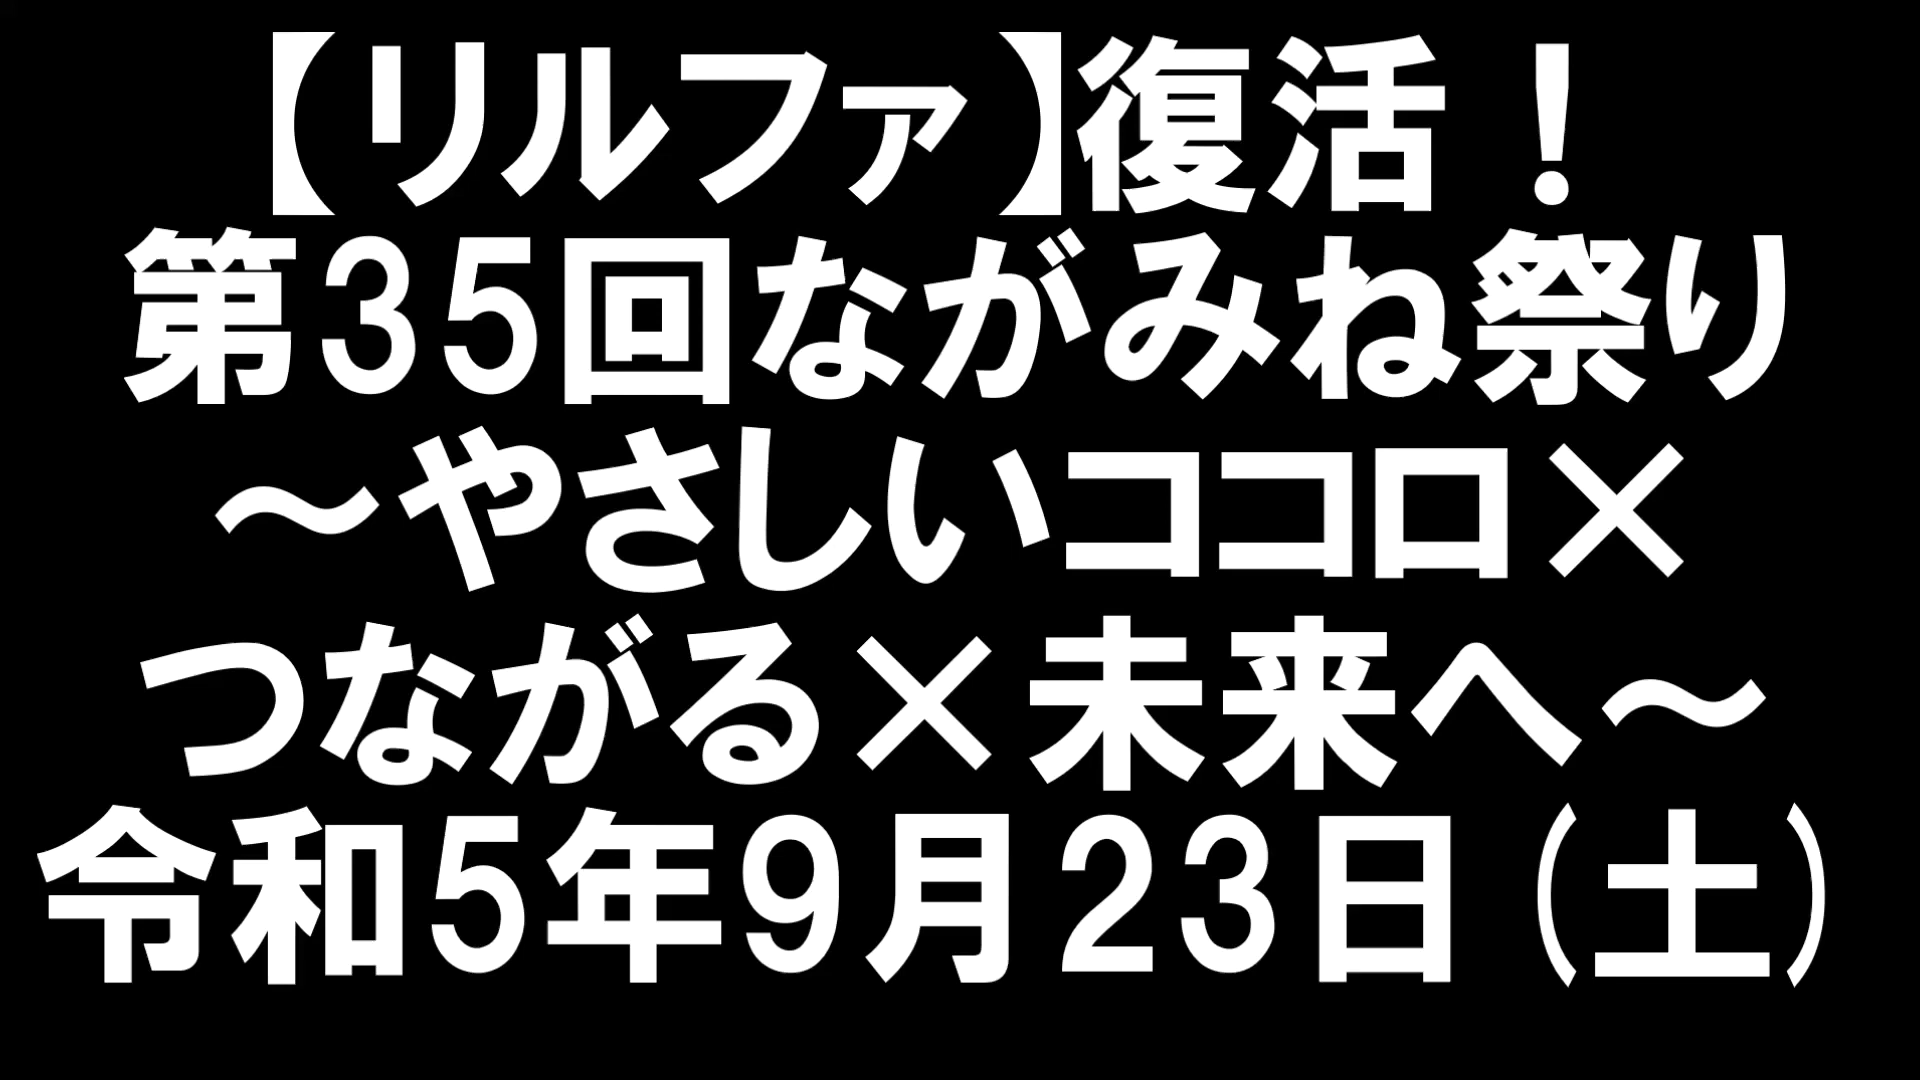 【リルファ】復活！
第35回ながみね祭り
～やさしいココロ×
つながる×未来へ～
令和5年9月23日(土)